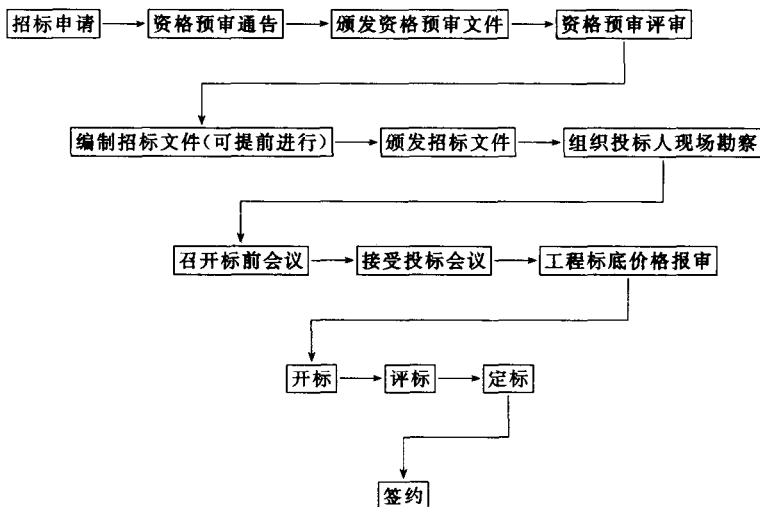 招标申请 资格预审通告 颁发资格预审文件 资格预审评审
编制招标文件(可提前进行) 颁发招标文件 组织投标人现场勘察
召开标前会议 接受投标会议 工程标底价格报审
开标 评标 定标
签约